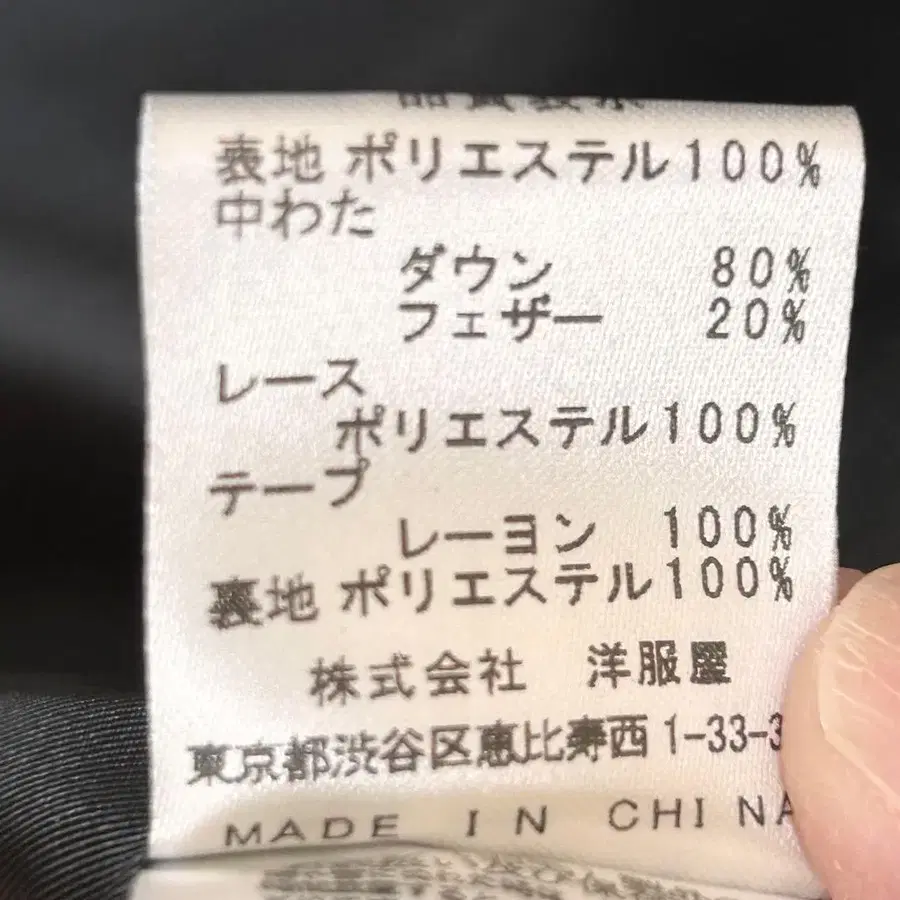 品質表示
表地 ポリエステル100%
中わた
ダウン 80%
フェザー 20%
レース
ポリエステル100%
テープ
レーヨン 100%
裏地 ポリエステル100%
株式会社 洋服屋
東京都渋谷区恵比寿西1-33-3
MADE IN CHINA